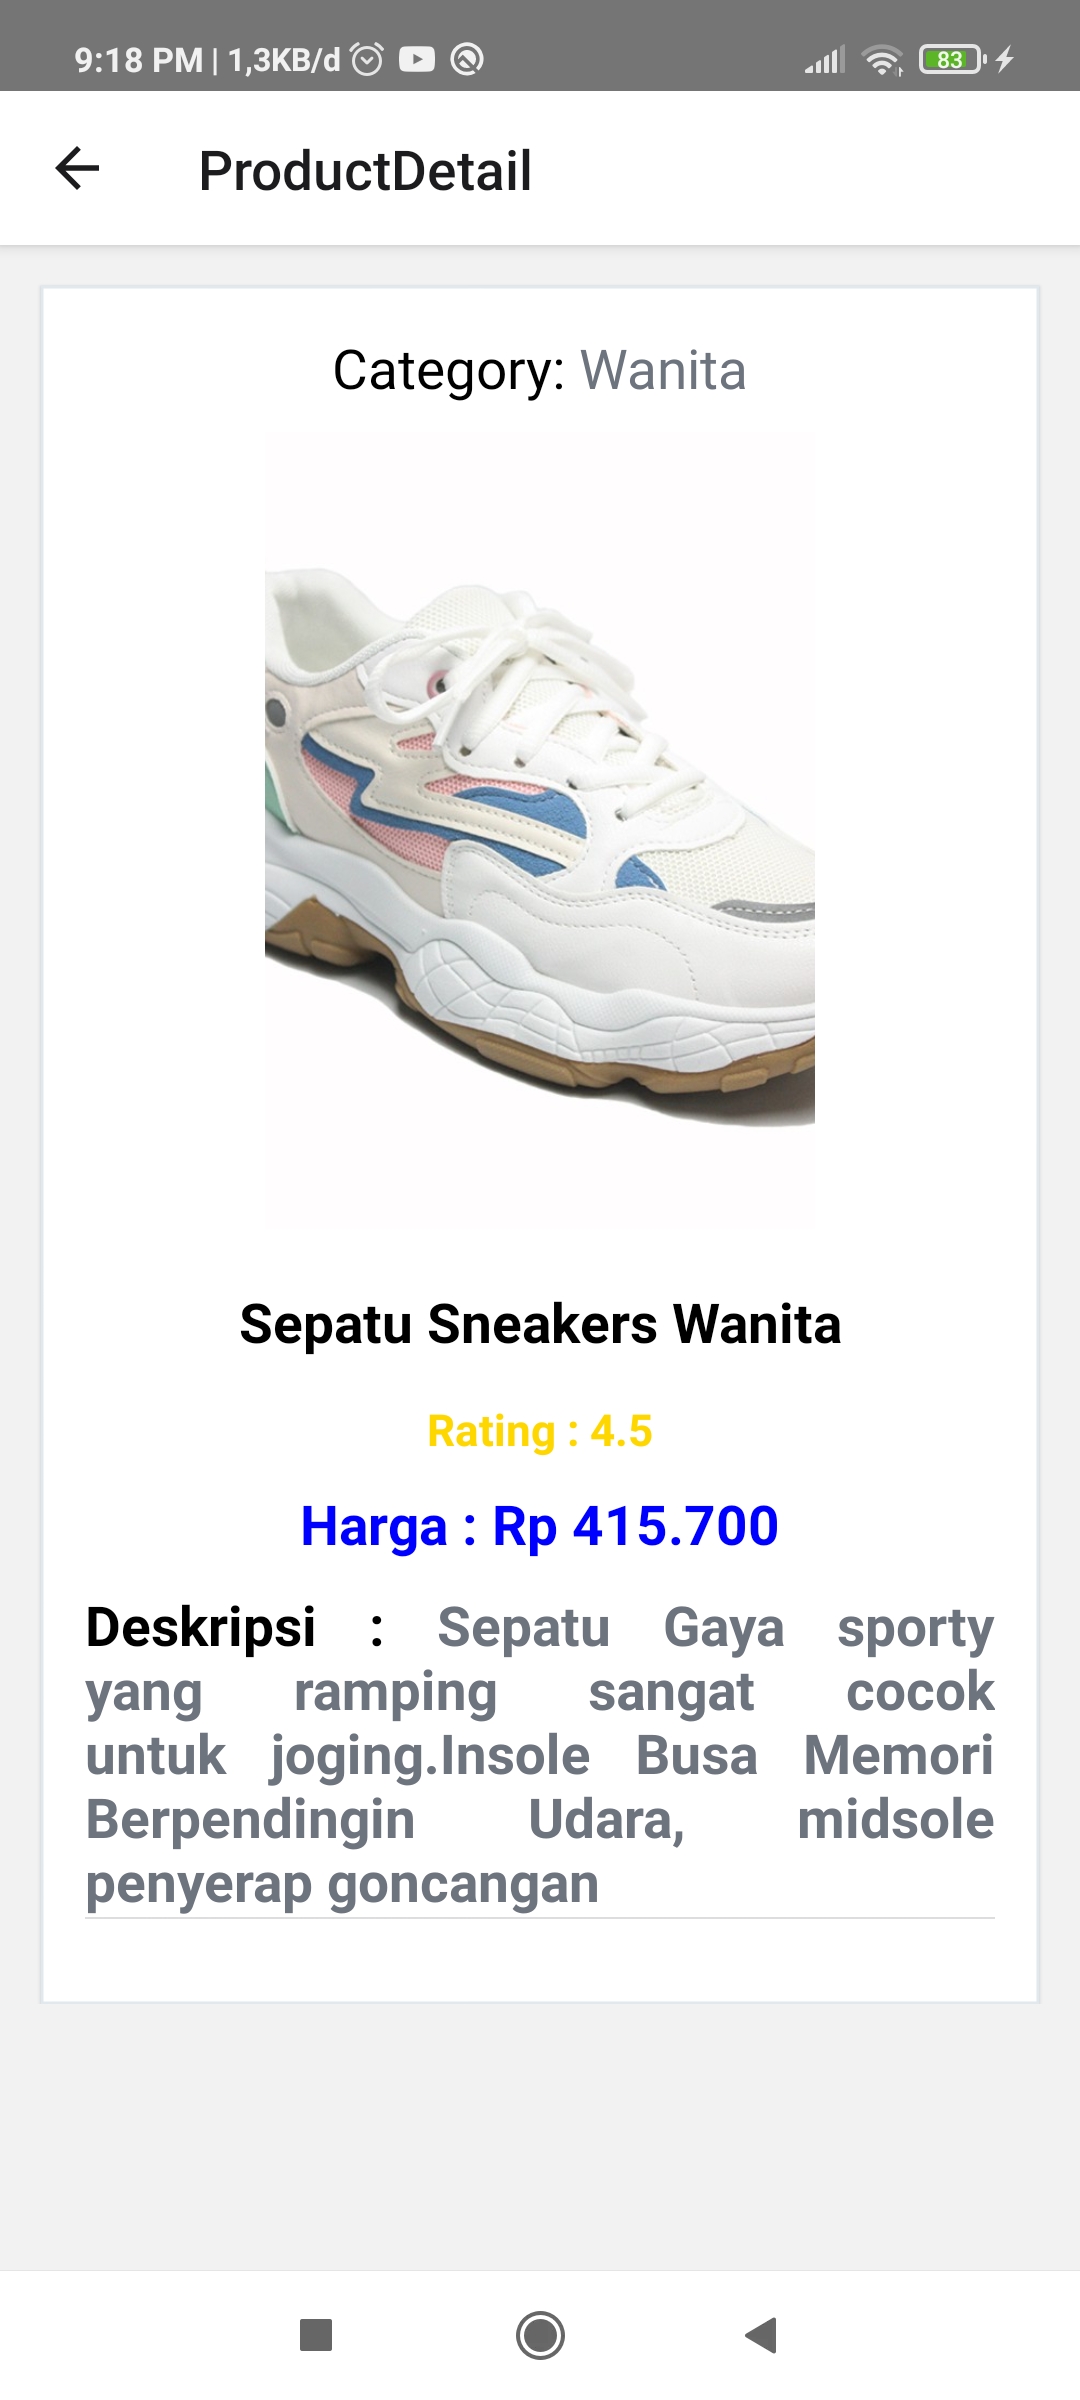 9:18 PM | 1,3KB/d
83
ProductDetail
Category: Wanita
Sepatu Sneakers Wanita
Rating : 4.5
Harga : Rp 415.700
Deskripsi : Sepatu Gaya sporty
yang ramping sangat cocok
untuk joging.Insole Busa Memori
Berpendingin Udara, midsole
penyerap goncangan